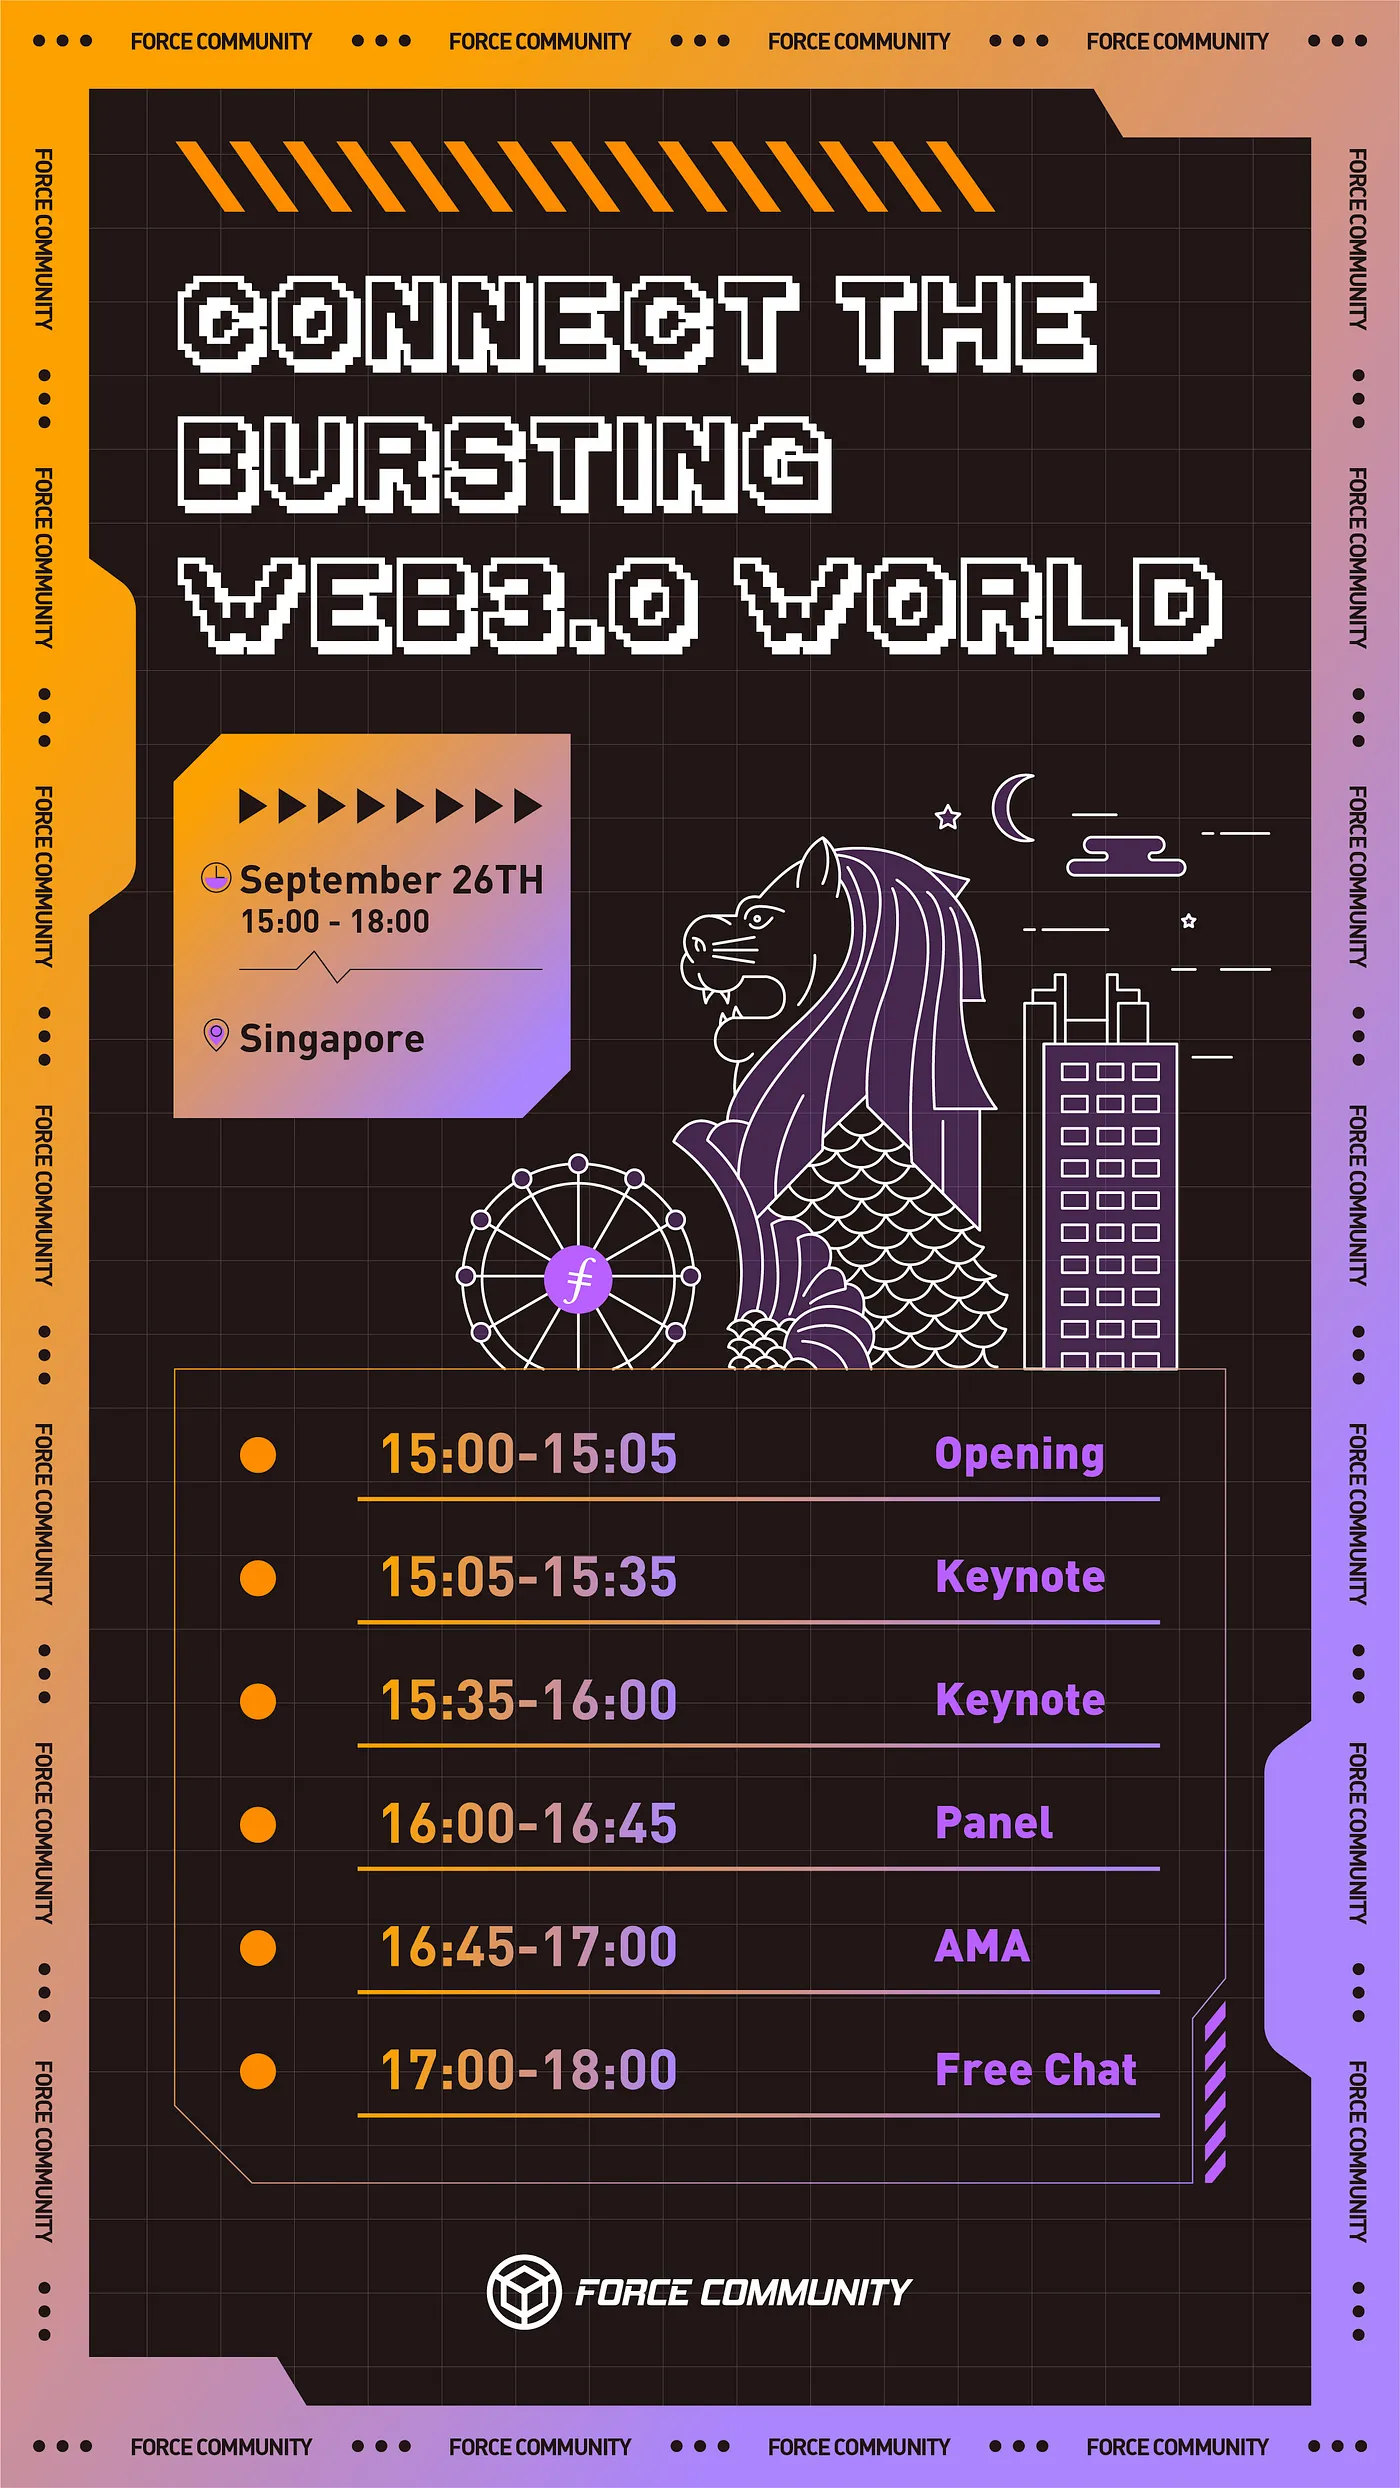 FORCE COMMUNITY FORCE COMMUNITY FORCE COMMUNITY FORCE COMMUNITY
CONNECT THE
BURSTING
WEB3.0 WORLD
September 26TH
15:00 - 18:00
Singapore
15:00-15:05 Opening
15:05-15:35 Keynote
15:35-16:00 Keynote
16:00-16:45 Panel
16:45-17:00 AMA
17:00-18:00 Free Chat
FORCE COMMUNITY
FORCE COMMUNITY FORCE COMMUNITY FORCE COMMUNITY FORCE COMMUNITY
FORCE COMMUNITY FORCE COMMUNITY FORCE COMMUNITY FORCE COMMUNITY FORCE COMMUNITY FORCE COMMUNITY FORCE COMMUNITY
FORCE COMMUNITY FORCE COMMUNITY FORCE COMMUNITY FORCE COMMUNITY FORCE COMMUNITY FORCE COMMUNITY FORCE COMMUNITY